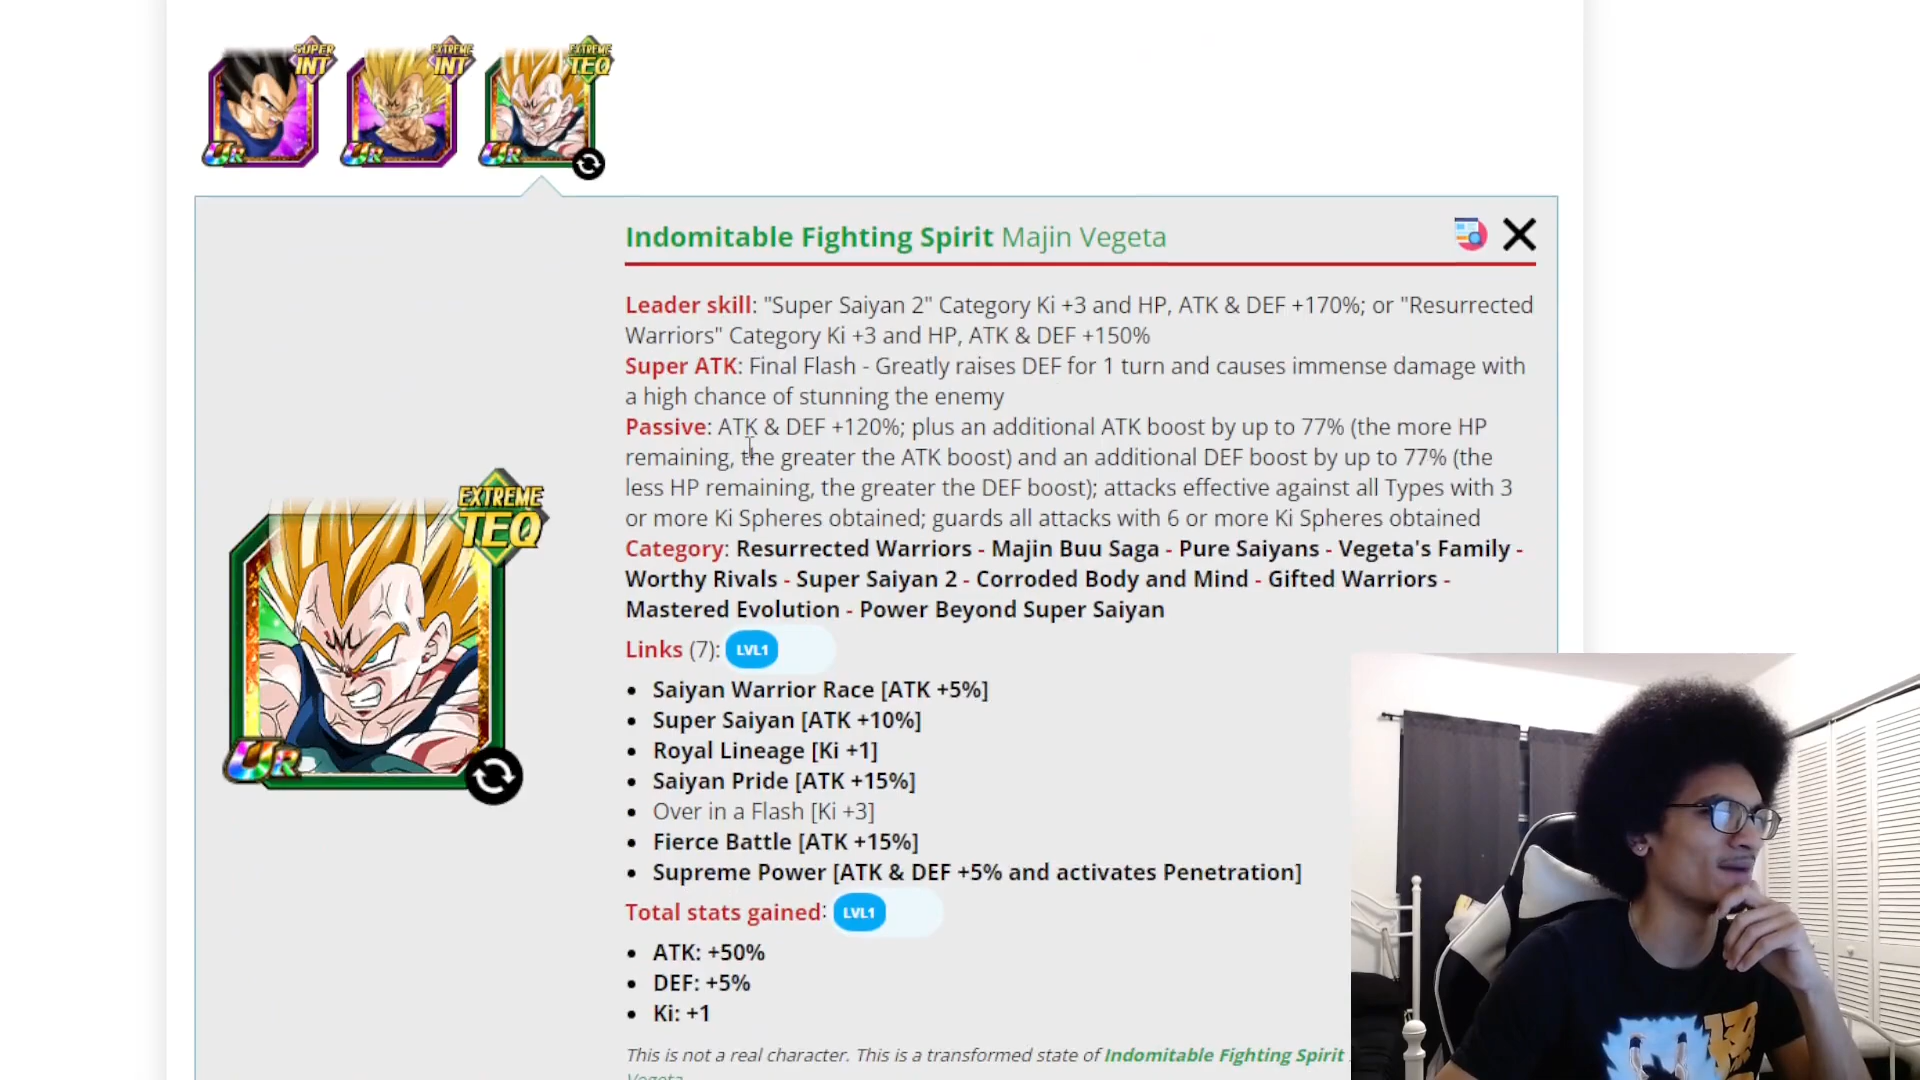 SUPER INT
EXTREME INT
EXTREME TEQ
UR
UR
UR
Indomitable Fighting Spirit Majin Vegeta
Leader skill: "Super Saiyan 2" Category Ki +3 and HP, ATK & DEF +170%; or "Resurrected
Warriors" Category Ki +3 and HP, ATK & DEF +150%
Super ATK: Final Flash - Greatly raises DEF for 1 turn and causes immense damage with
a high chance of stunning the enemy
Passive: ATK & DEF +120%; plus an additional ATK boost by up to 77% (the more HP
remaining, the greater the ATK boost) and an additional DEF boost by up to 77% (the
less HP remaining, the greater the DEF boost); attacks effective against all Types with 3
or more Ki Spheres obtained; guards all attacks with 6 or more Ki Spheres obtained
Category: Resurrected Warriors - Majin Buu Saga - Pure Saiyans - Vegeta's Family -
Worthy Rivals - Super Saiyan 2 - Corroded Body and Mind - Gifted Warriors -
Mastered Evolution - Power Beyond Super Saiyan
EXTREME
TEQ
UR
Links (7): LVL1
• Saiyan Warrior Race [ATK +5%]
• Super Saiyan [ATK +10%]
• Royal Lineage [Ki +1]
• Saiyan Pride [ATK +15%]
• Over in a Flash [Ki +3]
• Fierce Battle [ATK +15%]
• Supreme Power [ATK & DEF +5% and activates Penetration]
Total stats gained: LVL1
• ATK: +50%
• DEF: +5%
• Ki: +1
This is not a real character. This is a transformed state of Indomitable Fighting Spirit
Vegeta